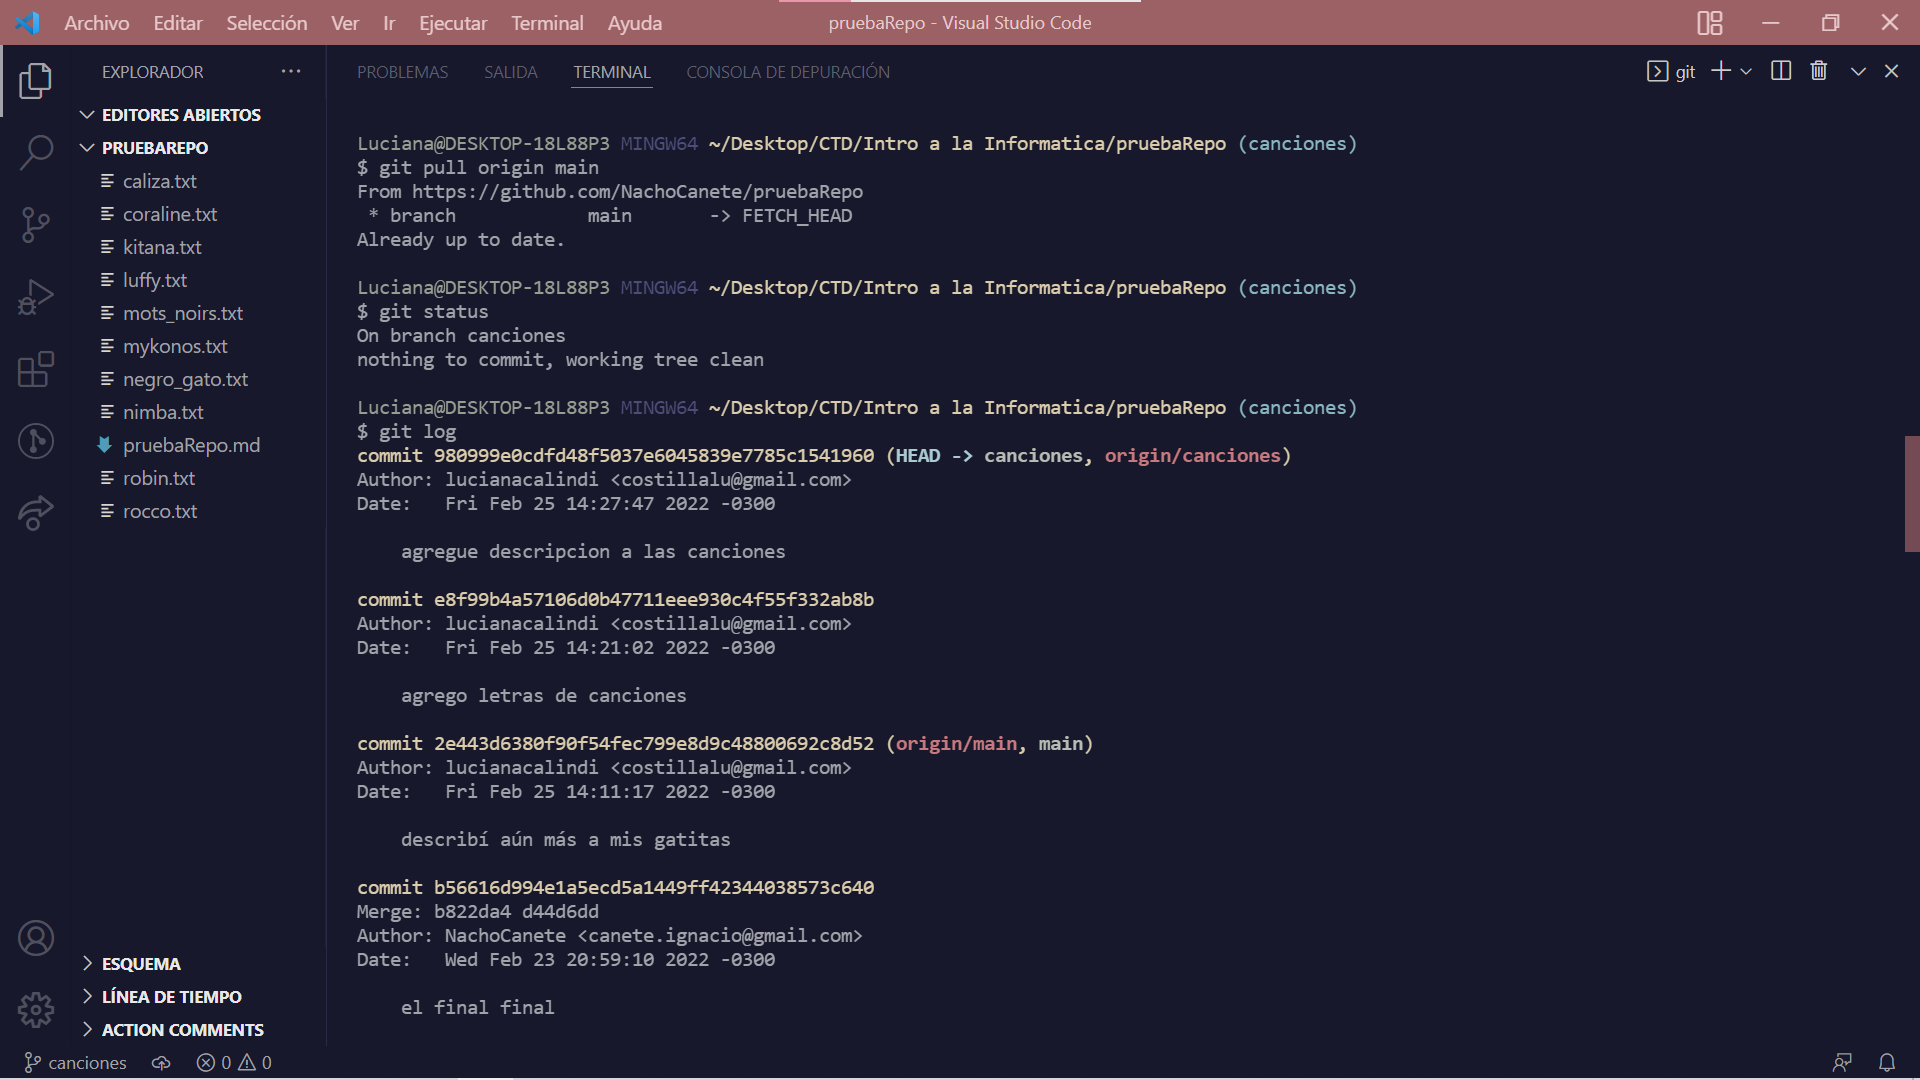 Archivo Editar Selección Ver Ir Ejecutar Terminal Ayuda
pruebaRepo - Visual Studio Code
EXPLORADOR
EDITORES ABIERTOS
PRUEBAREPO
caliza.txt
coraline.txt
kitana.txt
luffy.txt
mots_noirs.txt
mykonos.txt
negro_gato.txt
nimba.txt
pruebaRepo.md
robin.txt
rocco.txt
ESQUEMA
LÍNEA DE TIEMPO
ACTION COMMENTS
PROBLEMAS SALIDA TERMINAL CONSOLA DE DEPURACIÓN
git
Luciana@DESKTOP-18L88P3 MINGW64 ~/Desktop/CTD/Intro a la Informatica/pruebaRepo (canciones)
$ git pull origin main
From https://github.com/NachoCanete/pruebaRepo
* branch main -> FETCH_HEAD
Already up to date.
Luciana@DESKTOP-18L88P3 MINGW64 ~/Desktop/CTD/Intro a la Informatica/pruebaRepo (canciones)
$ git status
On branch canciones
nothing to commit, working tree clean
Luciana@DESKTOP-18L88P3 MINGW64 ~/Desktop/CTD/Intro a la Informatica/pruebaRepo (canciones)
$ git log
commit 980999e0cdfd48f5037e6045839e7785c1541960 (HEAD -> canciones, origin/canciones)
Author: lucianacalindi <costillalu@gmail.com>
Date: Fri Feb 25 14:27:47 2022 -0300
agregue descripcion a las canciones
commit e8f99b4a57106d0b47711eee930c4f55f332ab8b
Author: lucianacalindi <costillalu@gmail.com>
Date: Fri Feb 25 14:21:02 2022 -0300
agrego letras de canciones
commit 2e443d6380f90f54fec799e8d9c48800692c8d52 (origin/main, main)
Author: lucianacalindi <costillalu@gmail.com>
Date: Fri Feb 25 14:11:17 2022 -0300
describí aún más a mis gatitas
commit b56616d994e1a5ecd5a1449ff42344038573c640
Merge: b822da4 d44d6dd
Author: NachoCanete <canete.ignacio@gmail.com>
Date: Wed Feb 23 20:59:10 2022 -0300
el final final
canciones 0 0